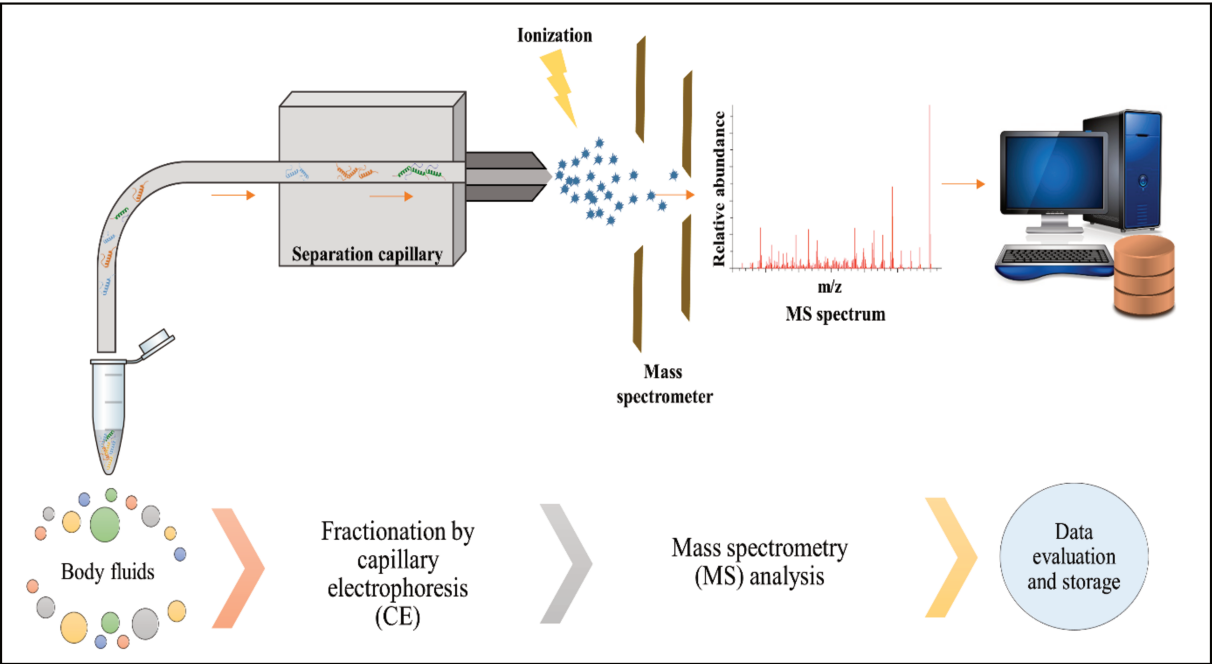 Ionization
Separation capillary
Relative abundance
m/z
MS spectrum
Mass
spectrometer
Body fluids
Fractionation by
capillary
electrophoresis
(CE)
Mass spectrometry
(MS) analysis
Data
evaluation
and storage